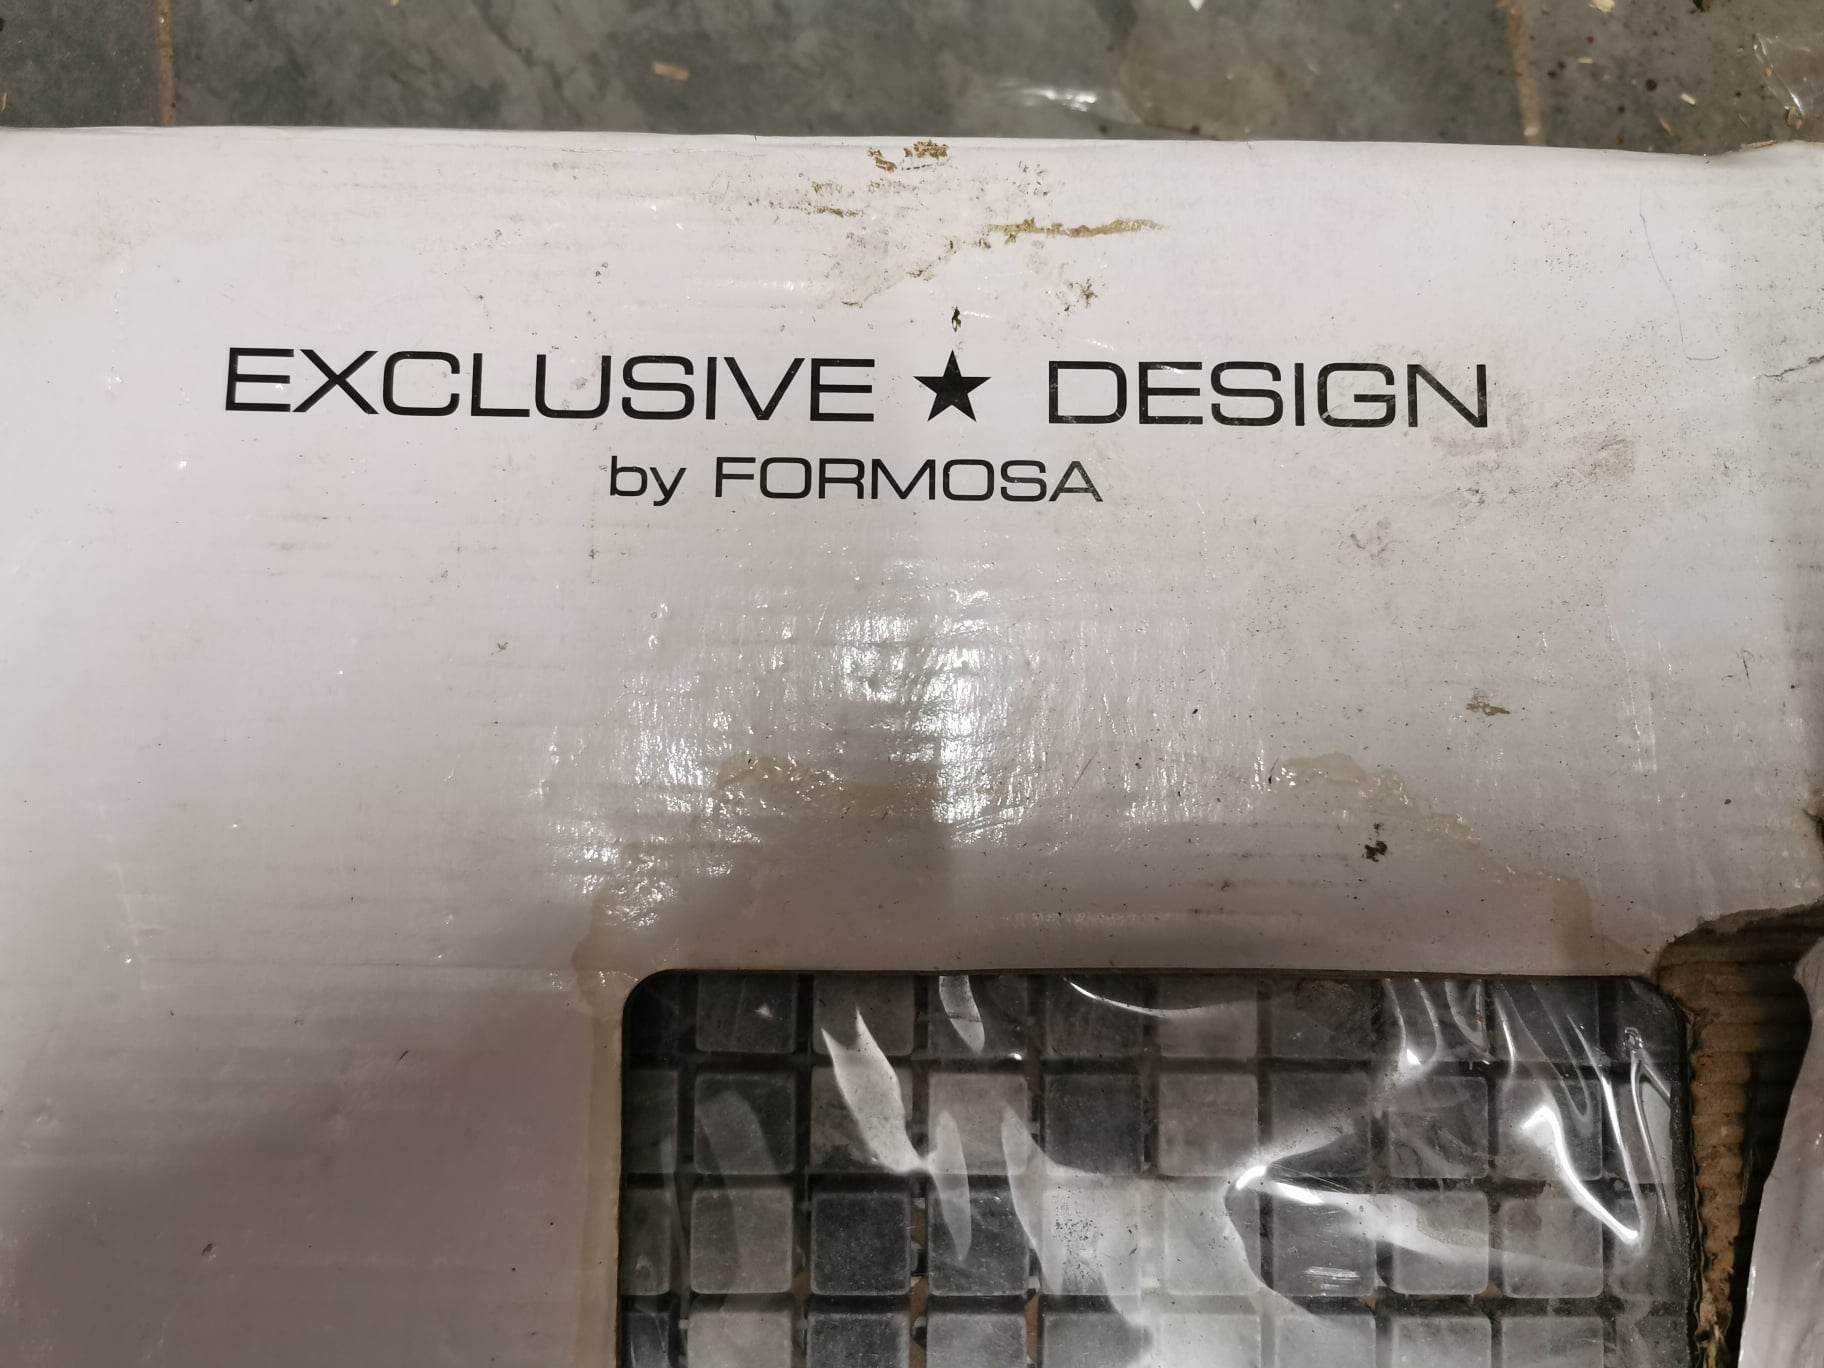 EXCLUSIVE ★ DESIGN
by FORMOSA